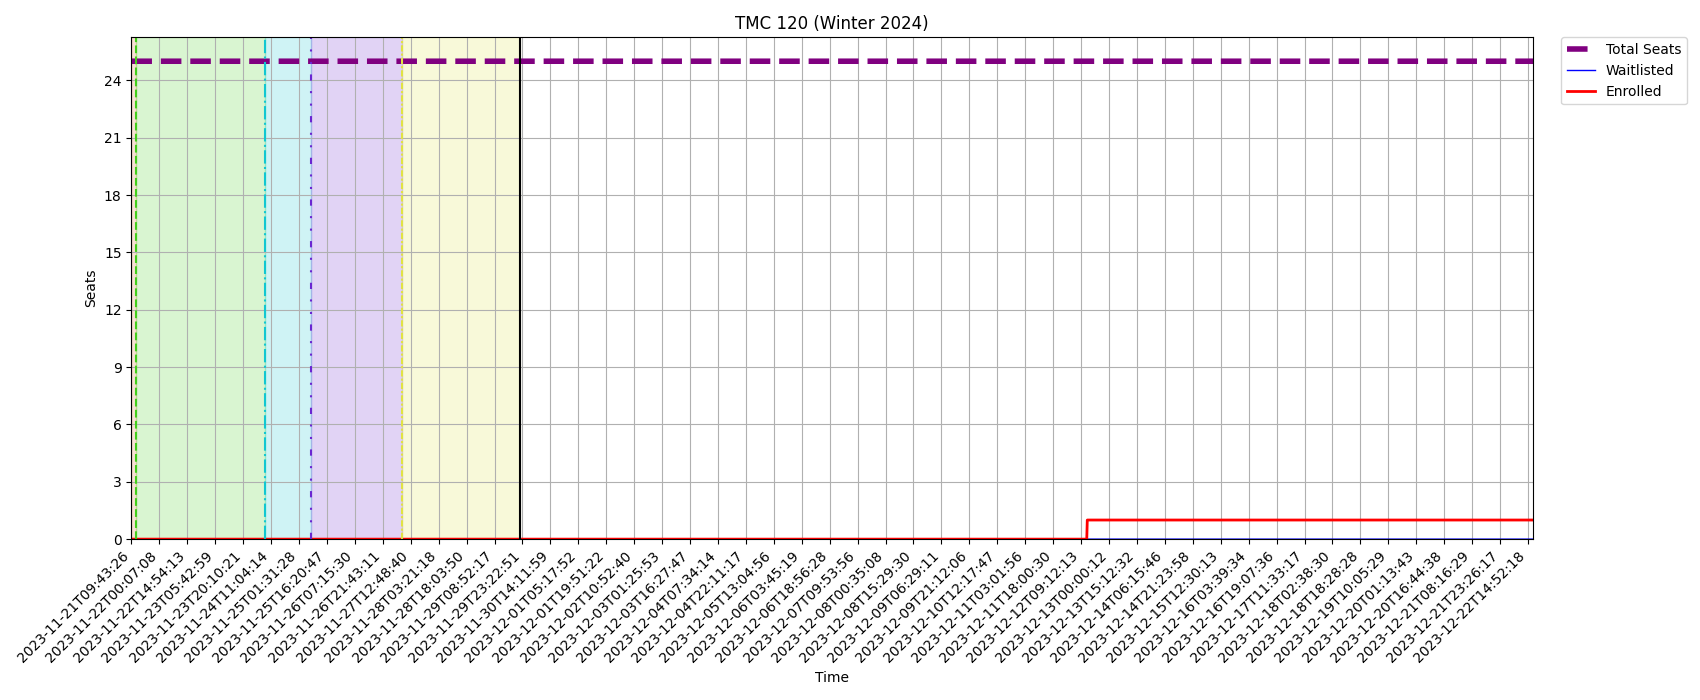 TMC 120 (Winter 2024)
Total Seats
Waitlisted
Enrolled
Seats
24
21
18
15
12
9
6
3
0
2023-11-21T09:43:26
2023-11-22T00:07:08
2023-11-22T14:54:13
2023-11-23T05:42:59
2023-11-23T20:10:21
2023-11-24T11:04:14
2023-11-25T01:31:28
2023-11-25T16:20:47
2023-11-26T07:15:30
2023-11-26T21:43:11
2023-11-27T12:48:40
2023-11-28T03:21:18
2023-11-28T18:03:50
2023-11-29T08:52:17
2023-11-29T23:22:51
2023-11-30T14:11:59
2023-12-01T05:17:52
2023-12-01T19:51:22
2023-12-02T10:52:40
2023-12-03T01:25:53
2023-12-03T16:27:47
2023-12-04T07:34:14
2023-12-04T22:11:17
2023-12-05T13:04:56
2023-12-06T03:45:19
2023-12-06T18:56:28
2023-12-07T09:53:56
2023-12-08T00:35:08
2023-12-08T15:29:30
2023-12-09T06:29:11
2023-12-09T21:12:06
2023-12-10T12:17:47
2023-12-11T03:01:56
2023-12-11T18:00:30
2023-12-12T09:12:13
2023-12-13T00:00:12
2023-12-13T15:12:32
2023-12-14T06:15:46
2023-12-14T21:23:58
2023-12-15T12:30:13
2023-12-16T03:39:34
2023-12-16T19:07:36
2023-12-17T11:33:17
2023-12-18T02:38:30
2023-12-18T18:28:28
2023-12-19T10:05:29
2023-12-20T01:13:43
2023-12-20T16:44:38
2023-12-21T08:16:29
2023-12-21T23:26:17
2023-12-22T14:52:18
Time